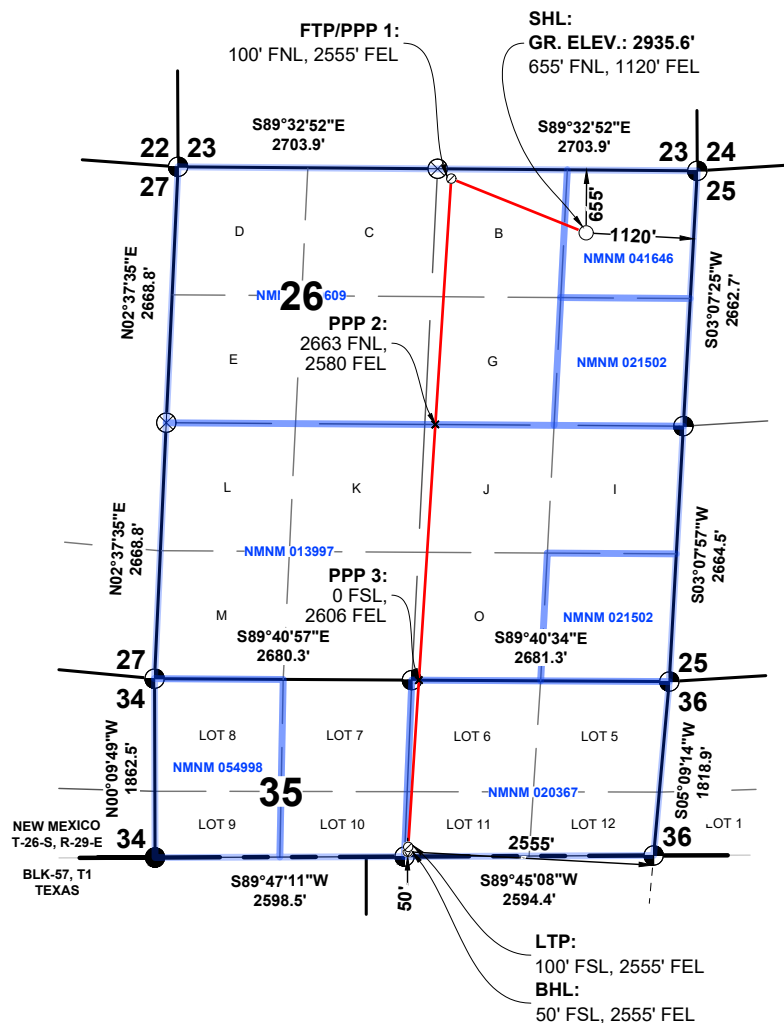 FTP/PPP 1:
100' FNL, 2555' FEL
SHL:
GR. ELEV.: 2935.6'
655' FNL, 1120' FEL
S89°32'52"E
2703.9'
S89°32'52"E
2703.9'
22 23
27
23 24
25
655'
1120'
D
C
B
NMNM 041646
N02°37'35"E
2668.8'
S03°07'25"W
2662.7'
26
609
PPP 2:
2663 FNL,
2580 FEL
E
G
NMNM 021502
L
K
J
I
N02°37'35"E
2668.8'
NMNM 013997
S03°07'57"W
2664.5'
PPP 3:
0 FSL,
2606 FEL
M
O
NMNM 021502
S89°40'57"E
2680.3'
S89°40'34"E
2681.3'
27
34
25
36
N00°09'49"W
1862.5'
LOT 8
LOT 7
LOT 6
LOT 5
S05°09'14"W
1818.9'
NMNM 054998
35
NMNM 020367
NEW MEXICO
T-26-S, R-29-E
34
LOT 9
LOT 10
LOT 11
LOT 12
LOT 1
2555'
36
BLK-57, T1
TEXAS
S89°47'11"W
2598.5'
50'
S89°45'08"W
2594.4'
LTP:
100' FSL, 2555' FEL
BHL:
50' FSL, 2555' FEL